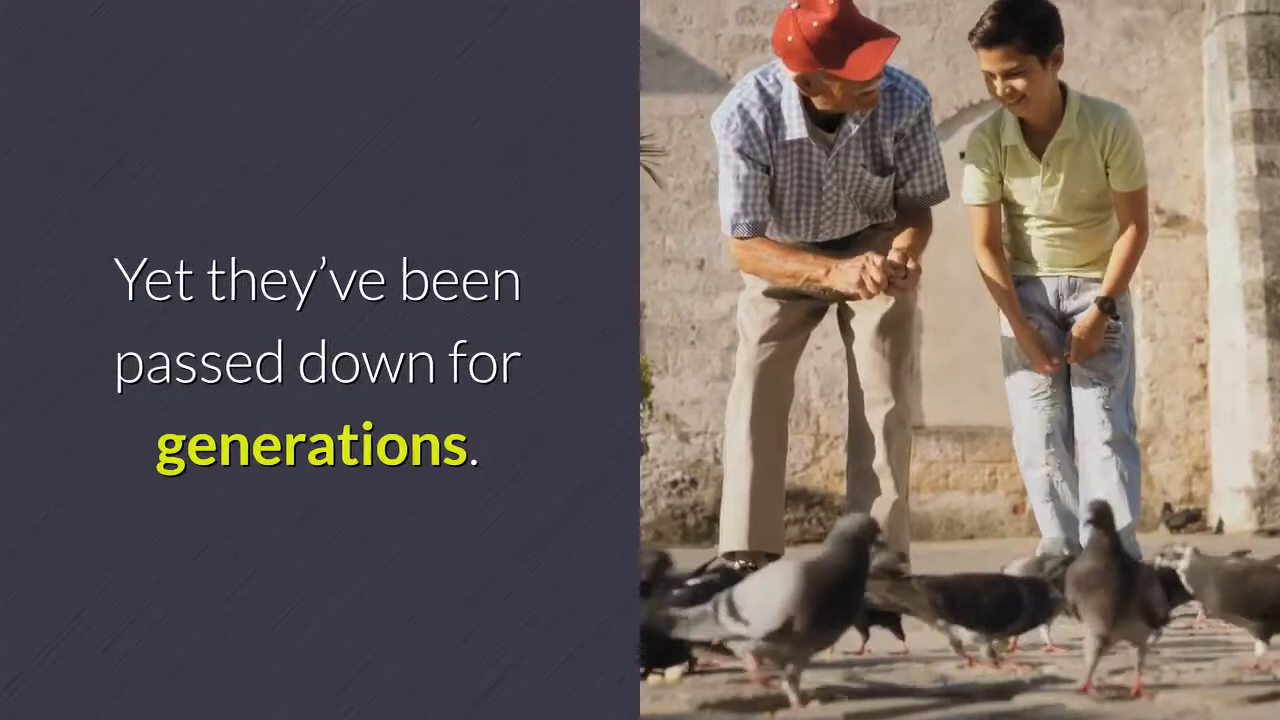 Yet they’ve been
passed down for
generations.